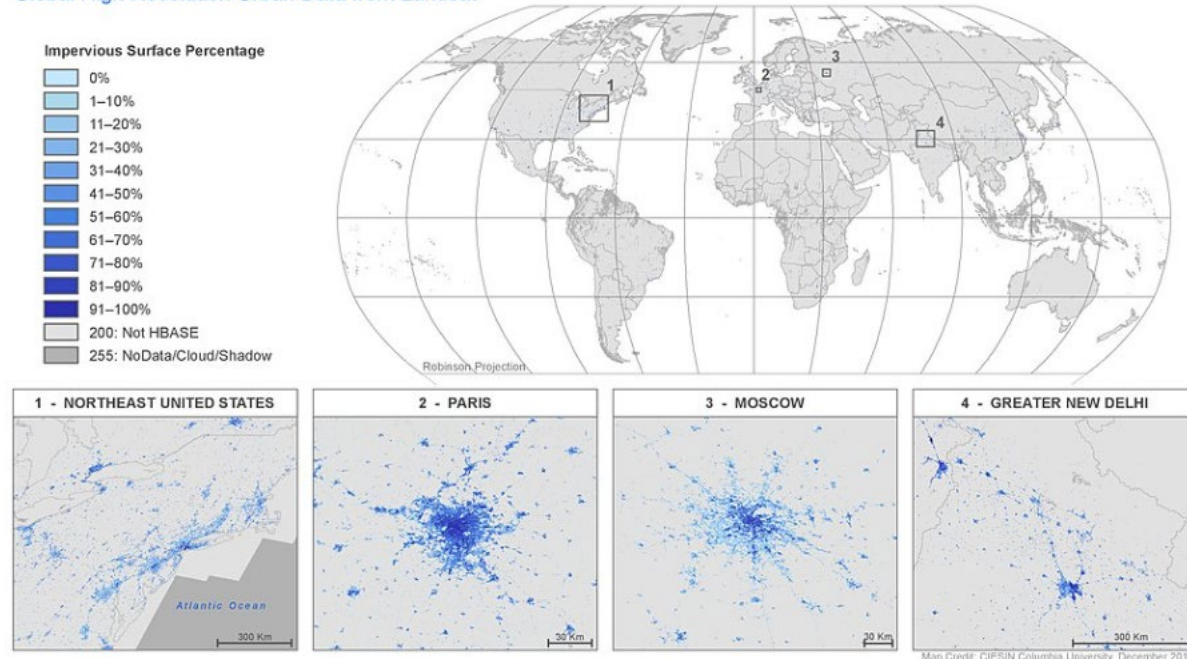 Impervious Surface Percentage
0%
1–10%
11–20%
21–30%
31–40%
41–50%
51–60%
61–70%
71–80%
81–90%
91–100%
200: Not HBASE
255: NoData/Cloud/Shadow
1
2
3
4
Robinson Projection
1 - NORTHEAST UNITED STATES
Atlantic Ocean
300 Km
2 - PARIS
30 Km
3 - MOSCOW
30 Km
4 - GREATER NEW DELHI
300 Km
Map Credit: CIESIN Columbia University, December 201